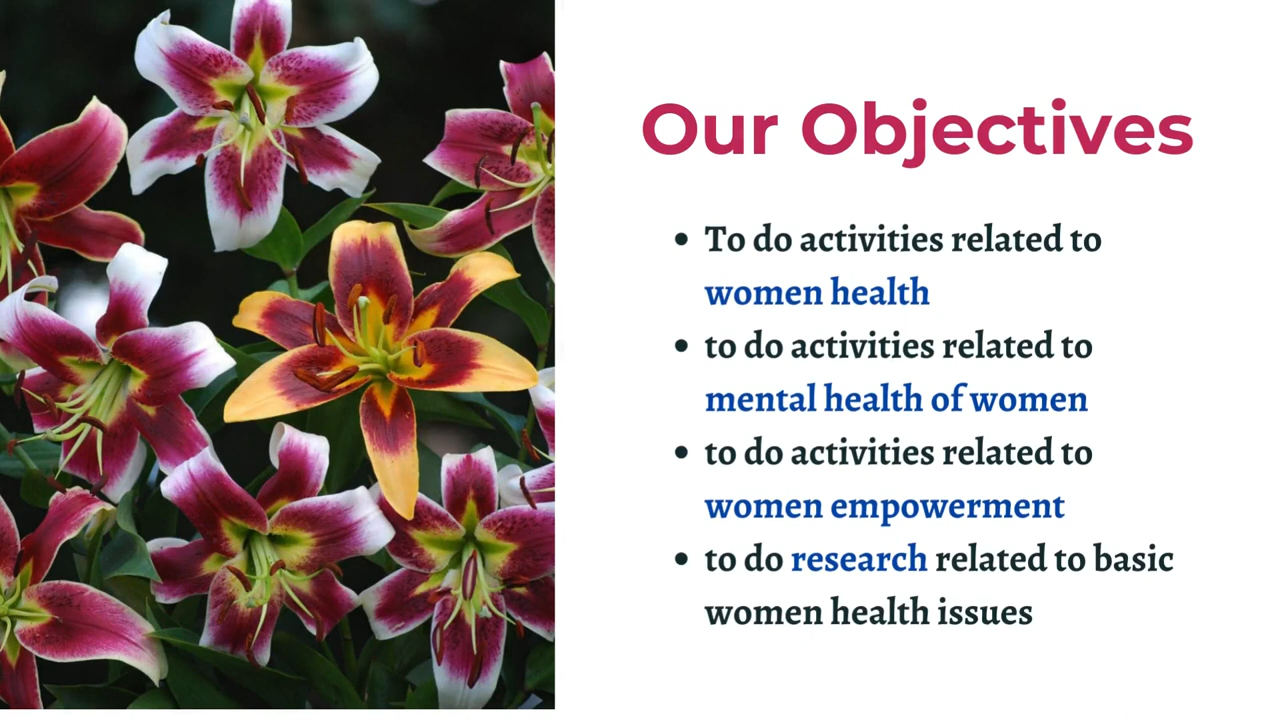 Our Objectives
• To do activities related to
women health
• to do activities related to
mental health of women
• to do activities related to
women empowerment
• to do research related to basic
women health issues